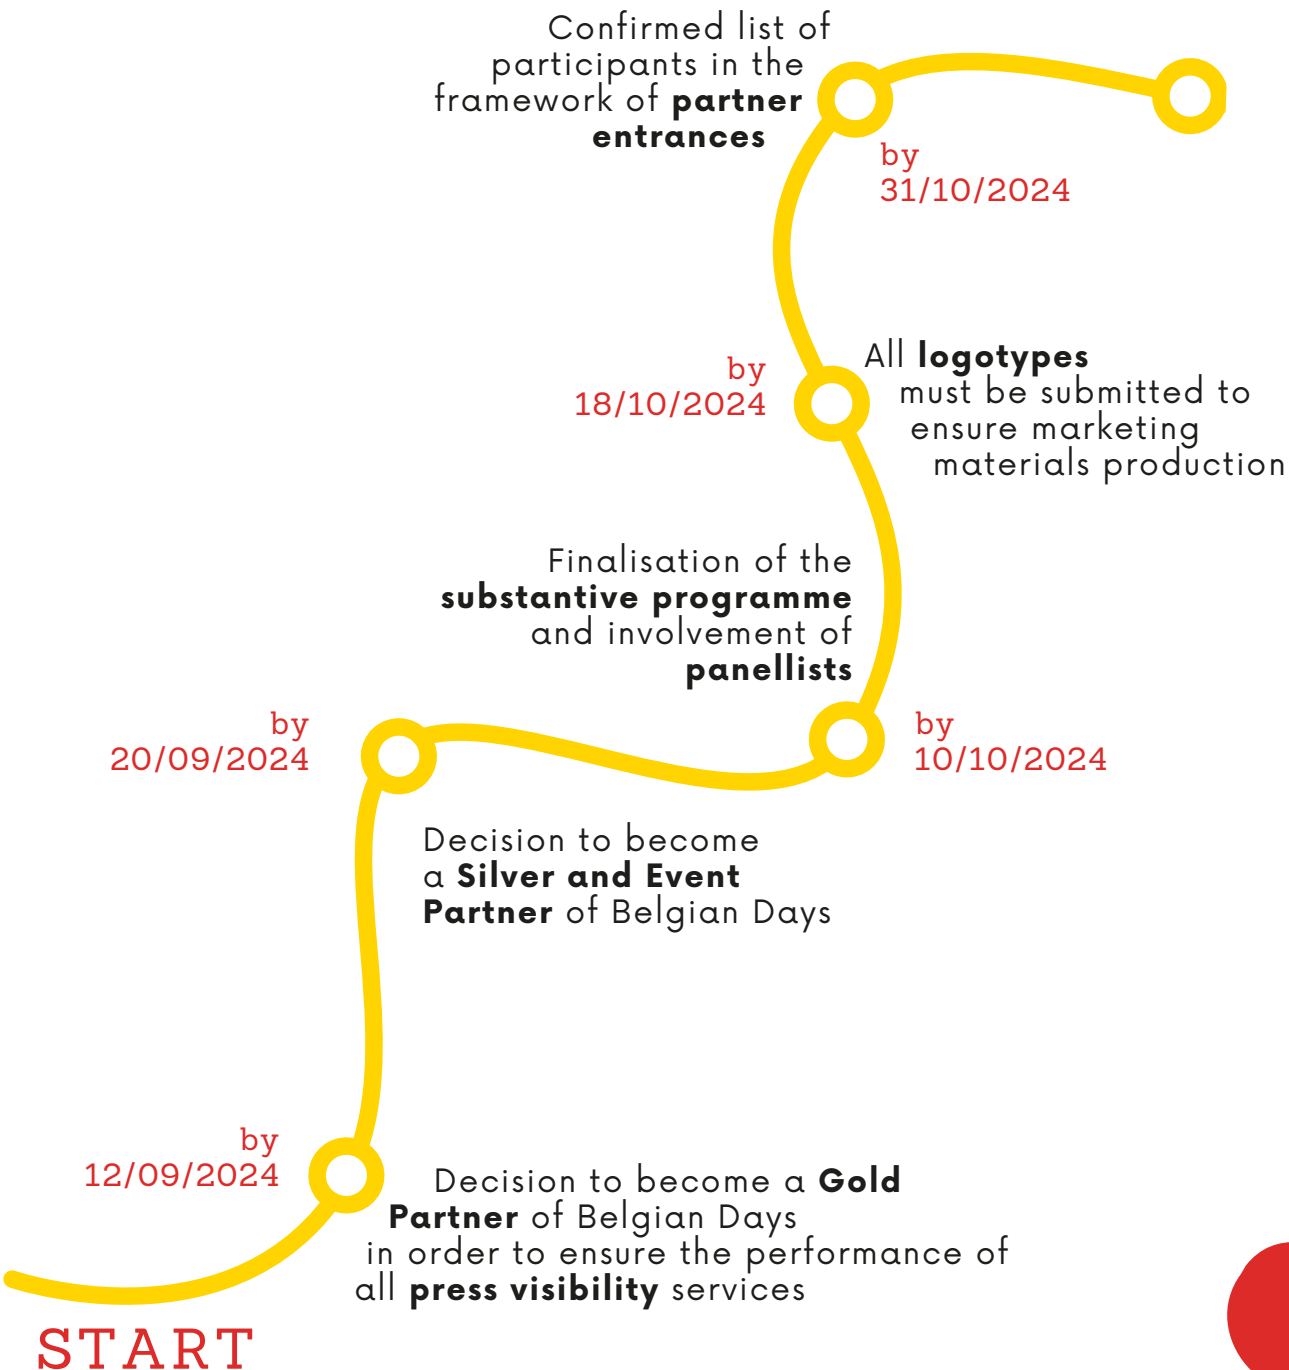 Confirmed list of
participants in the
framework of partner
entrances
by
31/10/2024
by
18/10/2024
All logotypes
must be submitted to
ensure marketing
materials production
Finalisation of the
substantive programme
and involvement of
panellists
by
20/09/2024
by
10/10/2024
Decision to become
a Silver and Event
Partner of Belgian Days
by
12/09/2024
Decision to become a Gold
Partner of Belgian Days
in order to ensure the performance of
all press visibility services
START